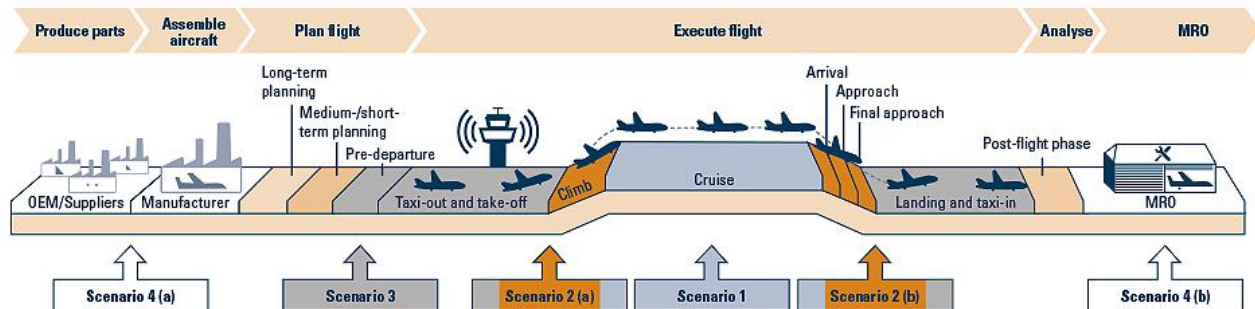 Produce parts
Assemble
aircraft
Plan flight
Execute flight
Analyse
MRO
Long-term
planning
Medium-/short-
term planning
Pre-departure
Arrival
Approach
Final approach
Post-flight phase
OEM/Suppliers
Manufacturer
Taxi-out and take-off
Climb
Cruise
Landing and taxi-in
MRO
Scenario 4 (a)
Scenario 3
Scenario 2 (a)
Scenario 1
Scenario 2 (b)
Scenario 4 (b)